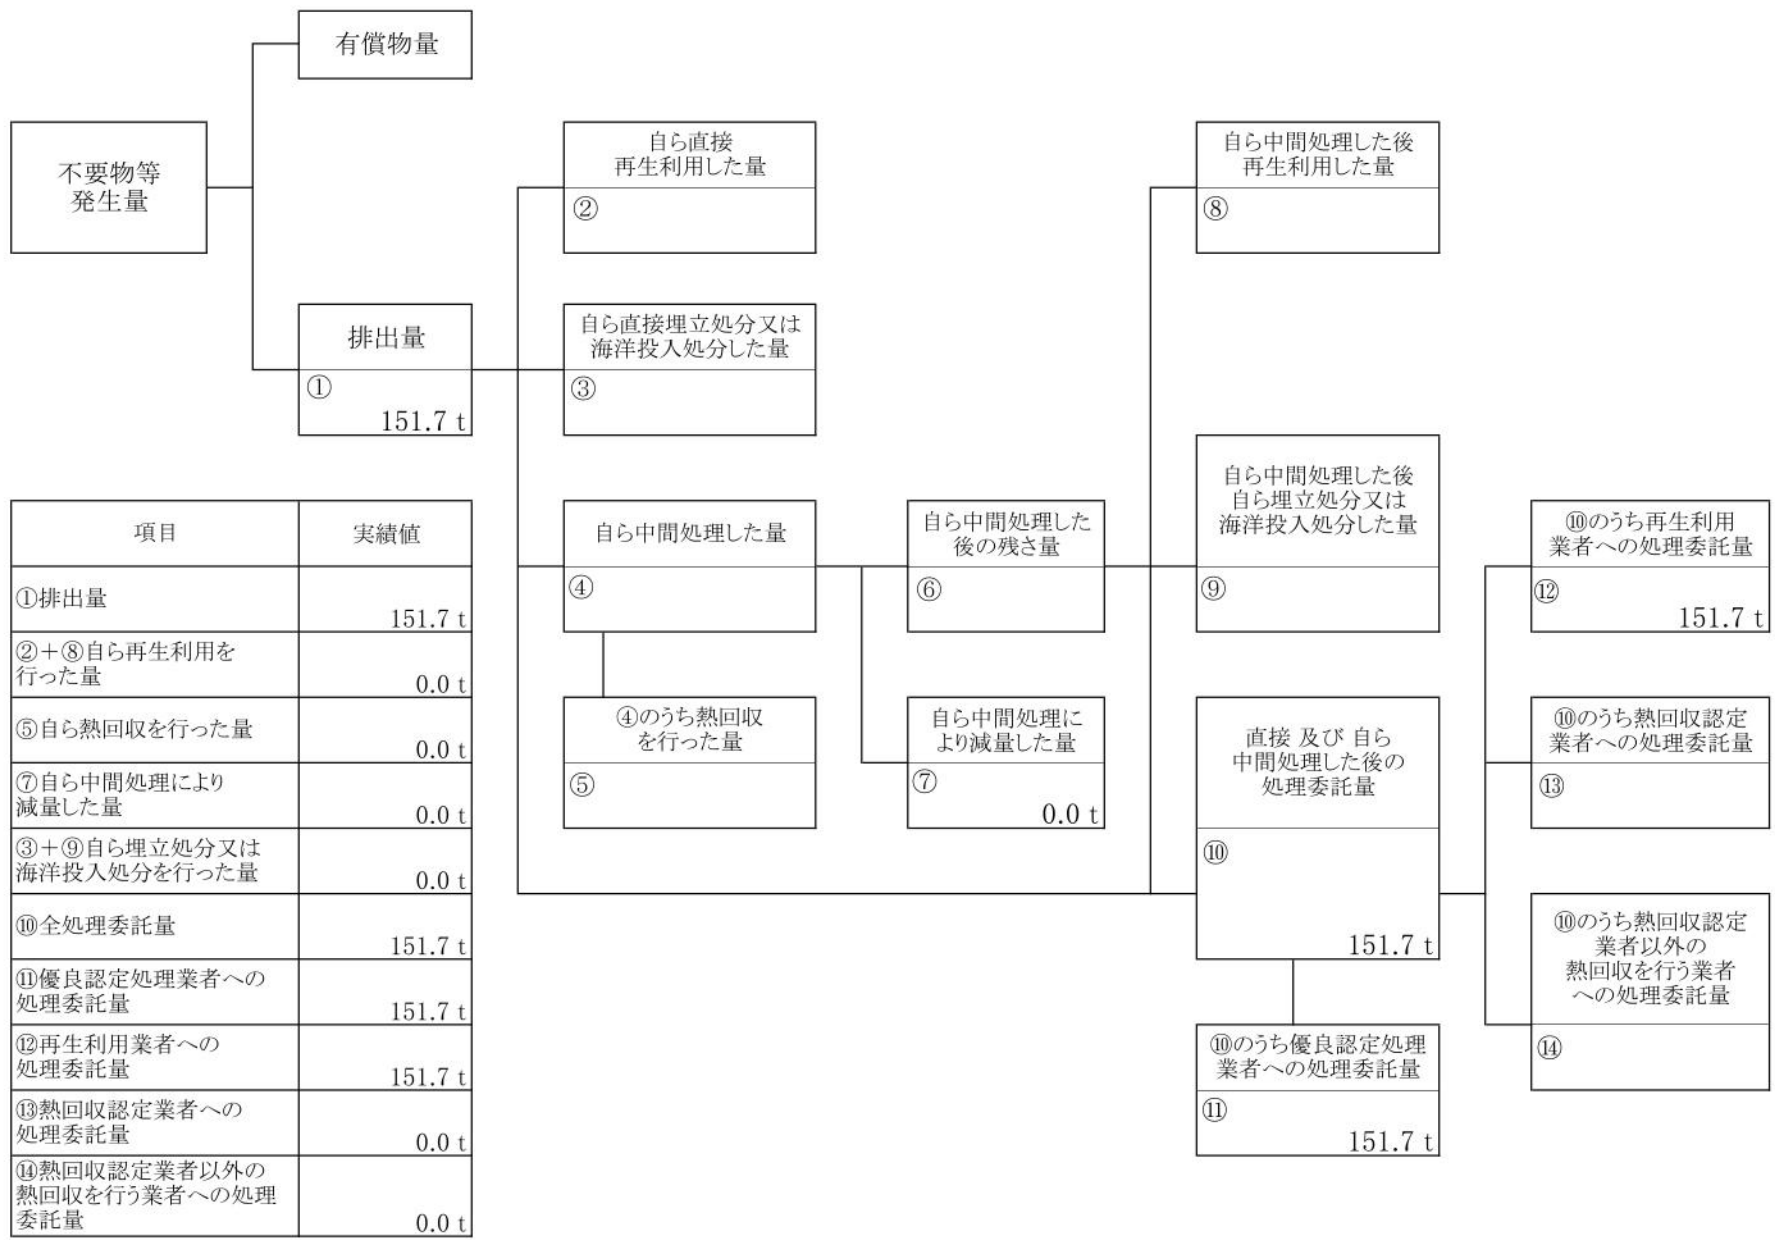 有償物量
不要物等
発生量
自ら直接
再生利用した量
②
自ら中間処理した後
再生利用した量
⑧
排出量
①
151.7 t
自ら直接埋立処分又は
海洋投入処分した量
③
自ら中間処理した量
④
自ら中間処理した
後の残さ量
⑥
自ら中間処理した後
自ら埋立処分又は
海洋投入処分した量
⑨
⑩のうち再生利用
業者への処理委託量
⑫
151.7 t
④のうち熱回収
を行った量
⑤
自ら中間処理に
より減量した量
⑦
0.0 t
直接 及び 自ら
中間処理した後の
処理委託量
⑩
151.7 t
⑩のうち熱回収認定
業者への処理委託量
⑬
⑩のうち熱回収認定
業者以外の
熱回収を行う業者
への処理委託量
⑭
⑩のうち優良認定処理
業者への処理委託量
⑪
151.7 t
項目 実績値
①排出量
151.7 t
②＋⑧自ら再生利用を
行った量
0.0 t
⑤自ら熱回収を行った量
0.0 t
⑦自ら中間処理により
減量した量
0.0 t
③＋⑨自ら埋立処分又は
海洋投入処分を行った量
0.0 t
⑩全処理委託量
151.7 t
⑪優良認定処理業者への
処理委託量
151.7 t
⑫再生利用業者への
処理委託量
151.7 t
⑬熱回収認定業者への
処理委託量
0.0 t
⑭熱回収認定業者以外の
熱回収を行う業者への処理
委託量
0.0 t